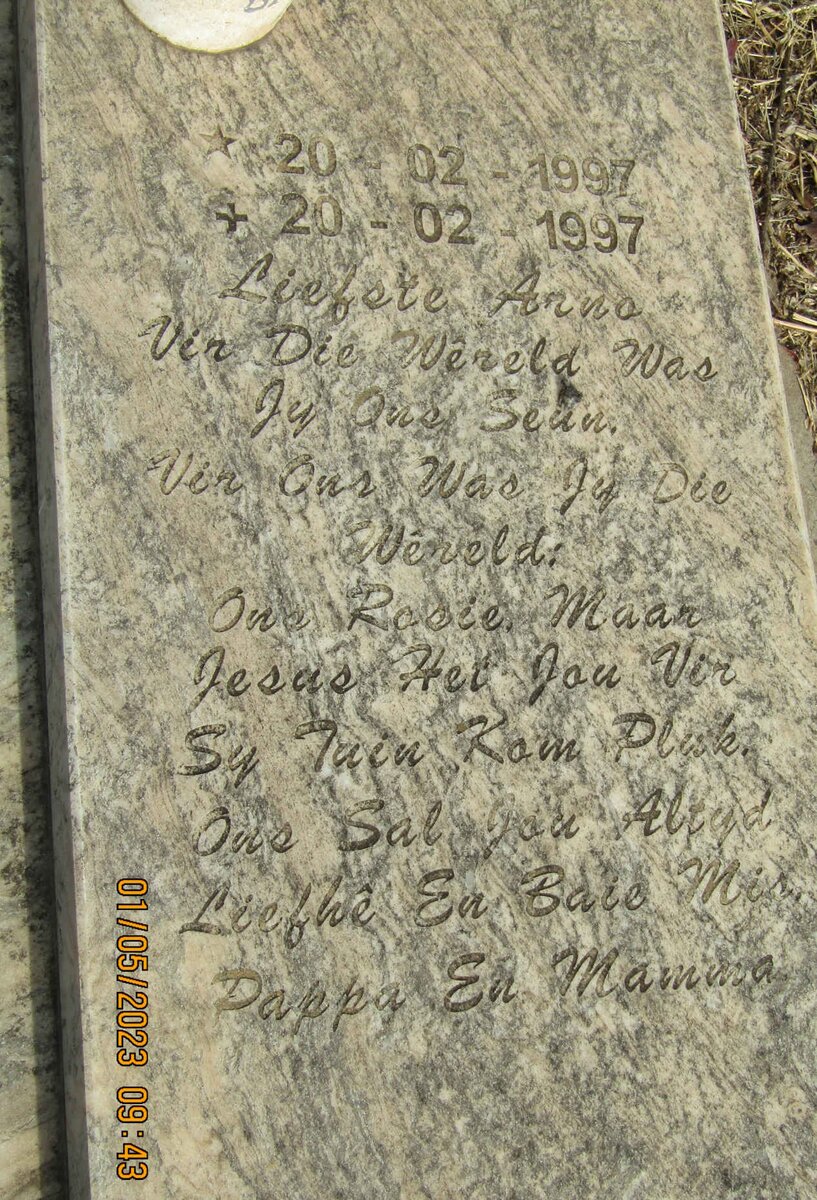 ★ 20 - 02 - 1997
✝ 20 - 02 - 1997
Liefste Arno
Vir Die Wêreld Was
Jy Ons Seun.
Vir Ons Was Jy Die
Wêreld:
Ons Rosie. Maar
Jesus Het Jou Vir
Sy Tuin Kom Pluk.
Ons Sal Jou Altyd
Liefhê En Baie Mis.
Pappa En Mamma
01/05/2023 09:43